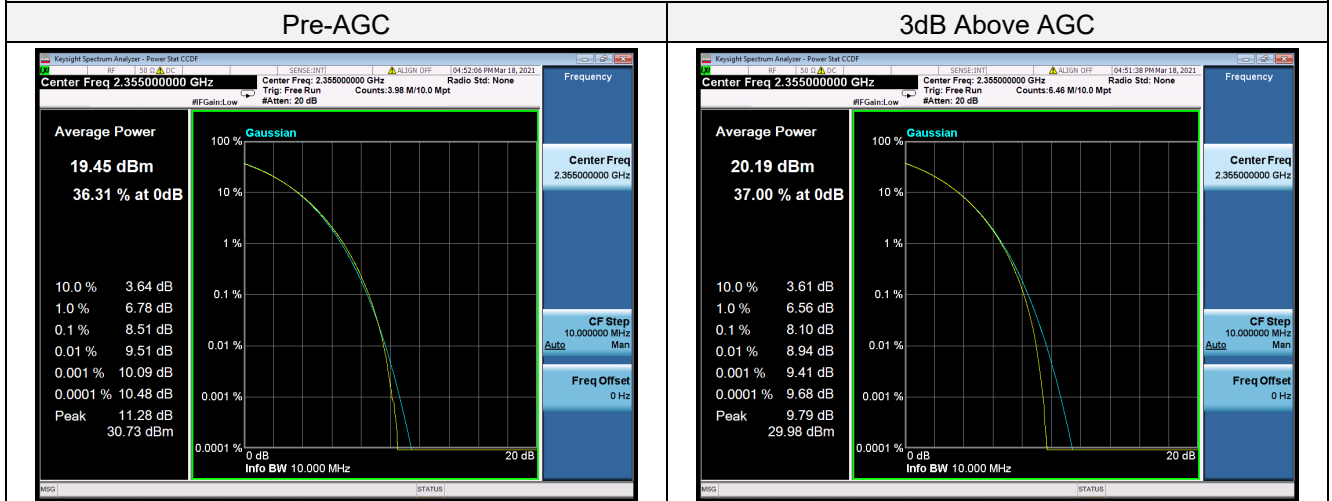 Pre-AGC
3dB Above AGC
Keysight Spectrum Analyzer - Power Stat CCDF
RF 50 Ω DC SENSE:INT ALIGN OFF 04:52:06 PM Mar 18, 2021
Center Freq 2.355000000 GHz
Center Freq: 2.355000000 GHz Radio Std: None
Trig: Free Run Counts:3.98 M/10.0 Mpt
#IFGain:Low #Atten: 20 dB
Average Power
19.45 dBm
36.31 % at 0dB
10.0 % 3.64 dB
1.0 % 6.78 dB
0.1 % 8.51 dB
0.01 % 9.51 dB
0.001 % 10.09 dB
0.0001 % 10.48 dB
Peak 11.28 dB
30.73 dBm
Gaussian
100 %
10 %
1 %
0.1 %
0.01 %
0.001 %
0.0001 %
0 dB 20 dB
Info BW 10.000 MHz
Frequency
Center Freq
2.355000000 GHz
CF Step
10.000000 MHz
Auto Man
Freq Offset
0 Hz
MSG STATUS
Keysight Spectrum Analyzer - Power Stat CCDF
RF 50 Ω DC SENSE:INT ALIGN OFF 04:51:38 PM Mar 18, 2021
Center Freq 2.355000000 GHz
Center Freq: 2.355000000 GHz Radio Std: None
Trig: Free Run Counts:6.46 M/10.0 Mpt
#IFGain:Low #Atten: 20 dB
Average Power
20.19 dBm
37.00 % at 0dB
10.0 % 3.61 dB
1.0 % 6.56 dB
0.1 % 8.10 dB
0.01 % 8.94 dB
0.001 % 9.41 dB
0.0001 % 9.68 dB
Peak 9.79 dB
29.98 dBm
Gaussian
100 %
10 %
1 %
0.1 %
0.01 %
0.001 %
0.0001 %
0 dB 20 dB
Info BW 10.000 MHz
Frequency
Center Freq
2.355000000 GHz
CF Step
10.000000 MHz
Auto Man
Freq Offset
0 Hz
MSG STATUS